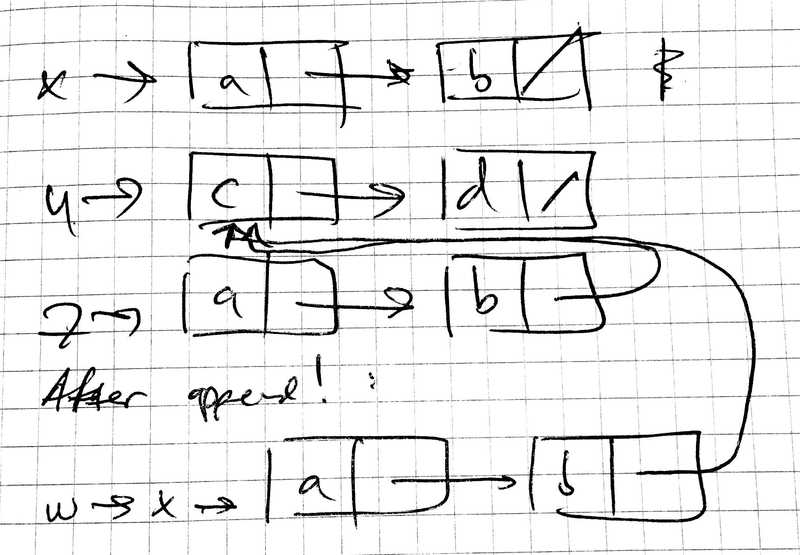 x → a → b
y → c → d
z → a → b
After append! :
w → x → a → b